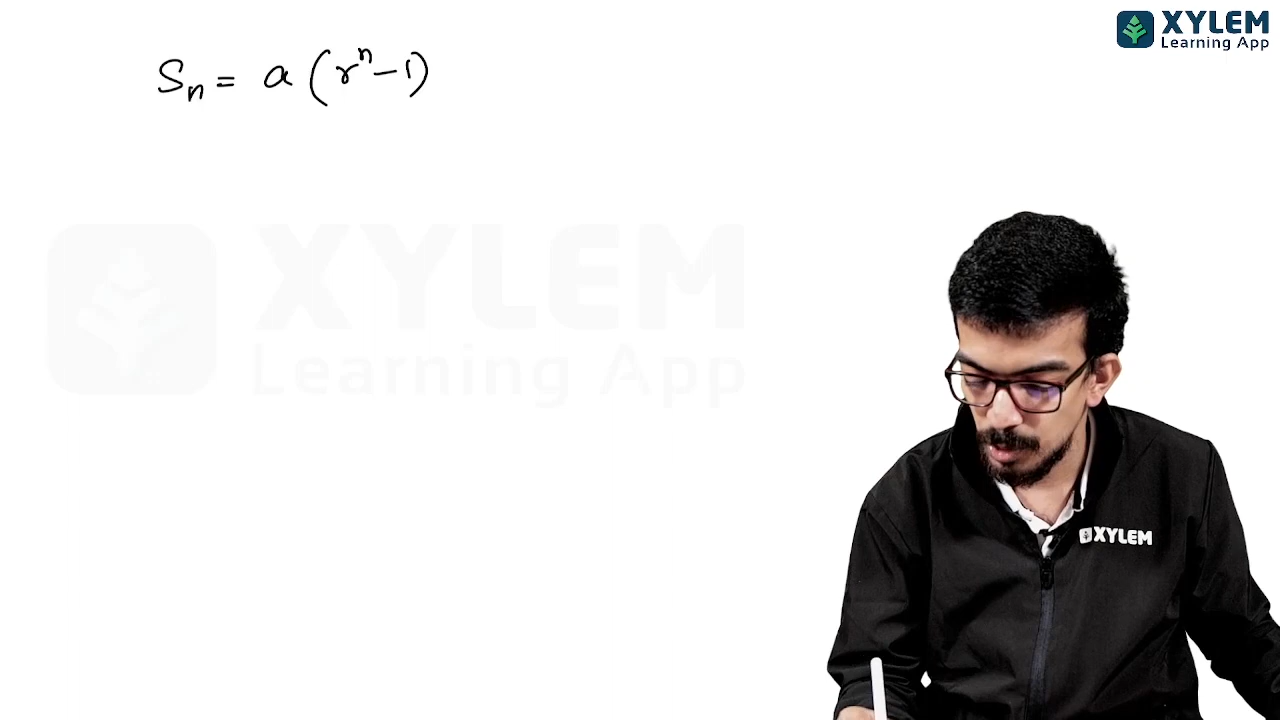 XYLEM
Learning App
Sₙ = a (rⁿ − 1)
XYLEM
Learning App
XYLEM